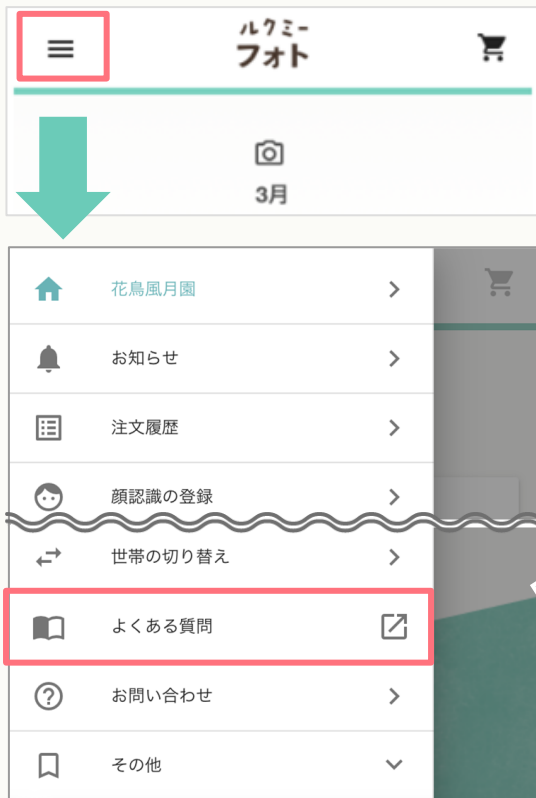 ルクミー
フォト
3月
花鳥風月園
お知らせ
注文履歴
顔認識の登録
世帯の切り替え
よくある質問
お問い合わせ
その他